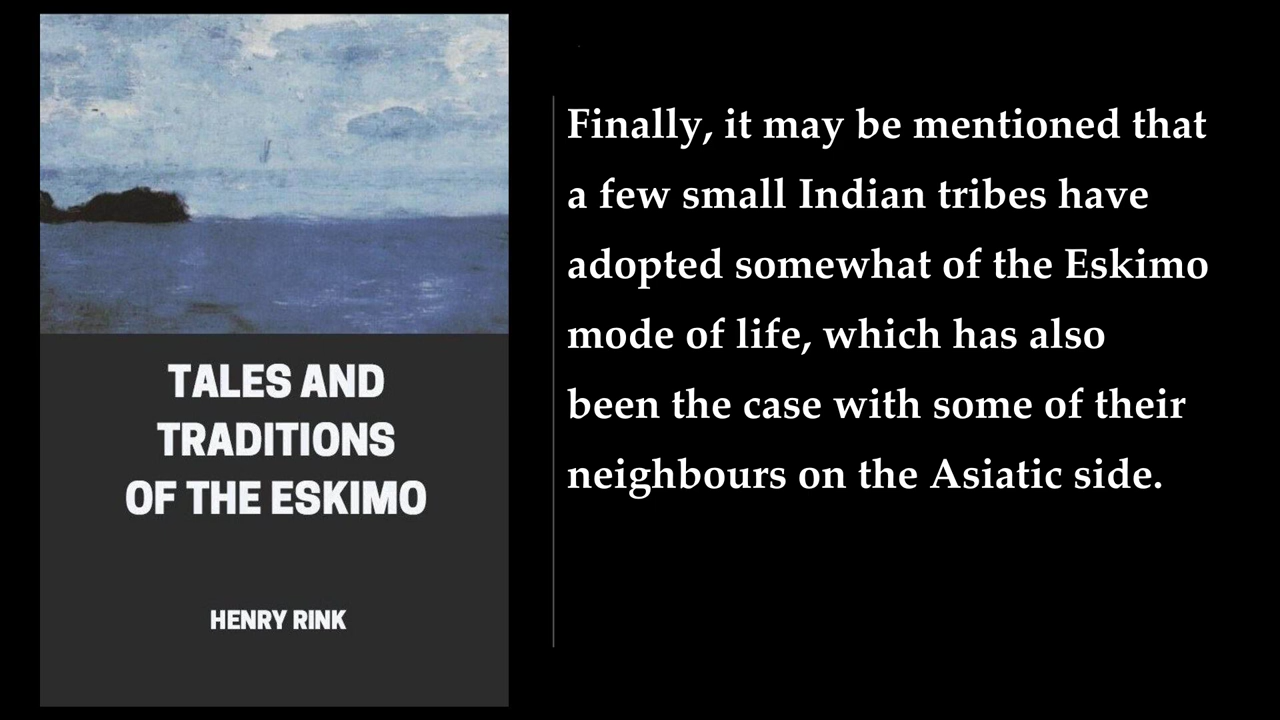 TALES AND
TRADITIONS
OF THE ESKIMO
HENRY RINK
Finally, it may be mentioned that
a few small Indian tribes have
adopted somewhat of the Eskimo
mode of life, which has also
been the case with some of their
neighbours on the Asiatic side.